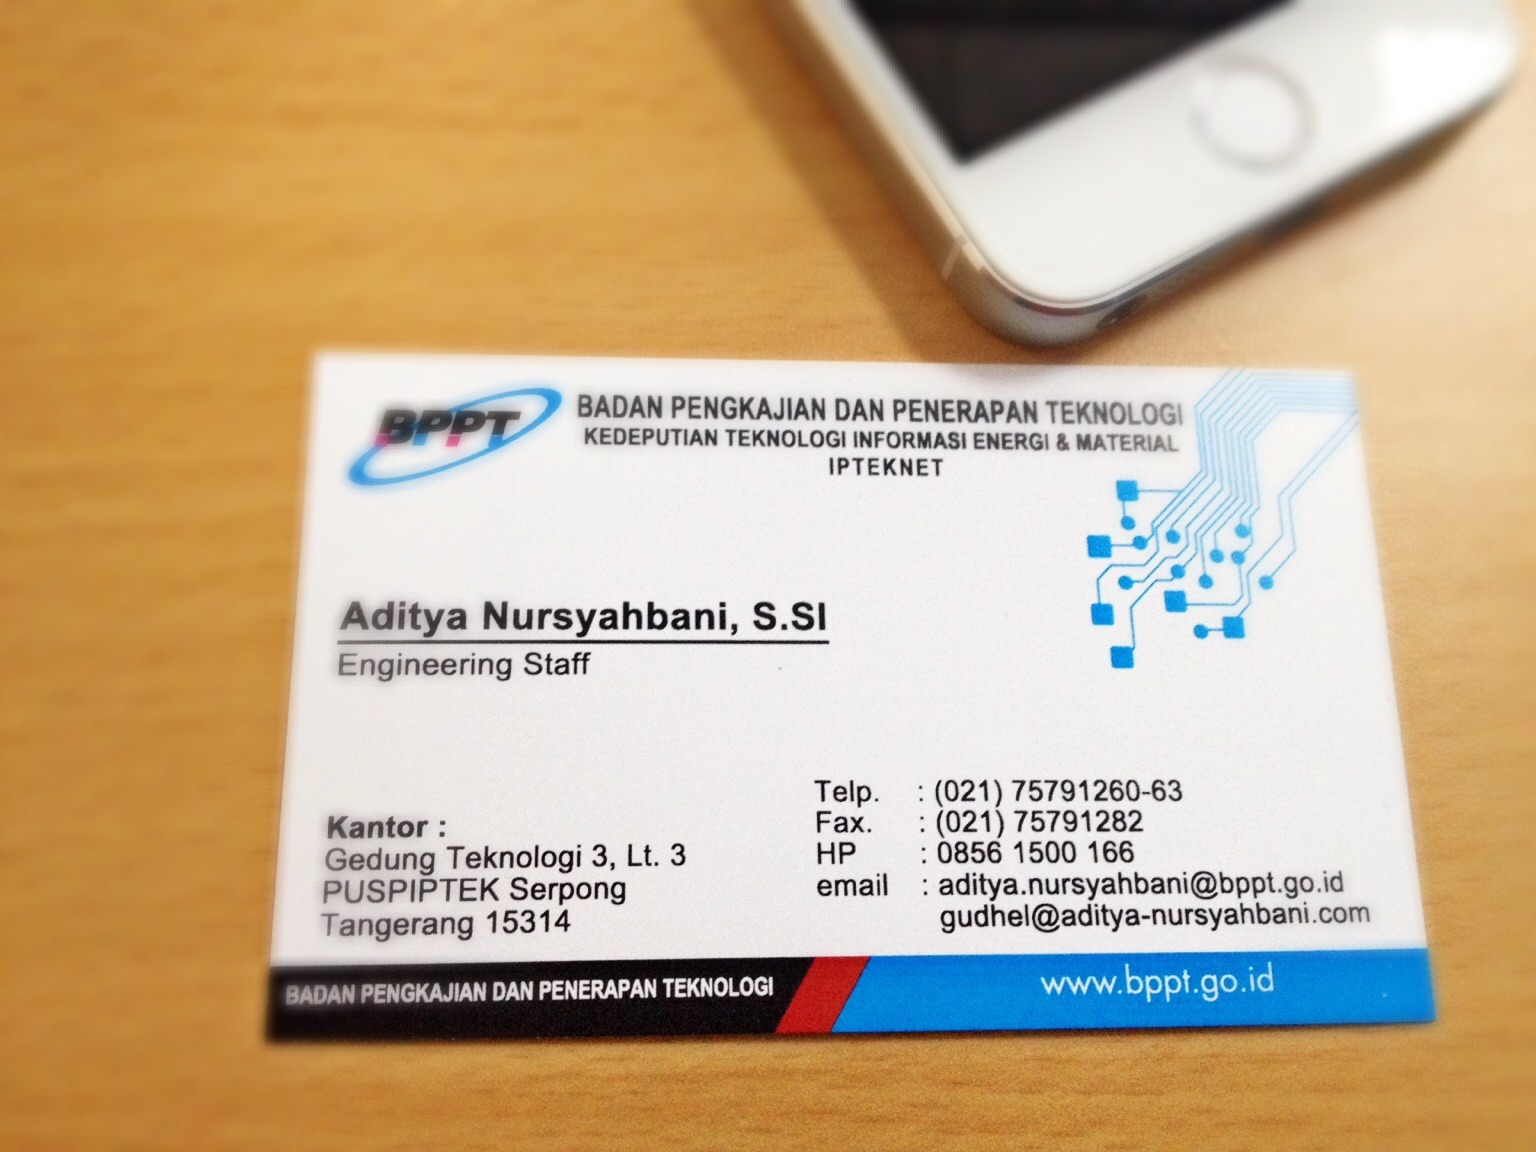 BPPT
BADAN PENGKAJIAN DAN PENERAPAN TEKNOLOGI
KEDEPUTIAN TEKNOLOGI INFORMASI ENERGI & MATERIAL
IPTEKNET
Aditya Nursyahbani, S.SI
Engineering Staff
Kantor :
Gedung Teknologi 3, Lt. 3
PUSPIPTEK Serpong
Tangerang 15314
Telp. : (021) 75791260-63
Fax. : (021) 75791282
HP : 0856 1500 166
email : aditya.nursyahbani@bppt.go.id
gudhel@aditya-nursyahbani.com
BADAN PENGKAJIAN DAN PENERAPAN TEKNOLOGI
www.bppt.go.id